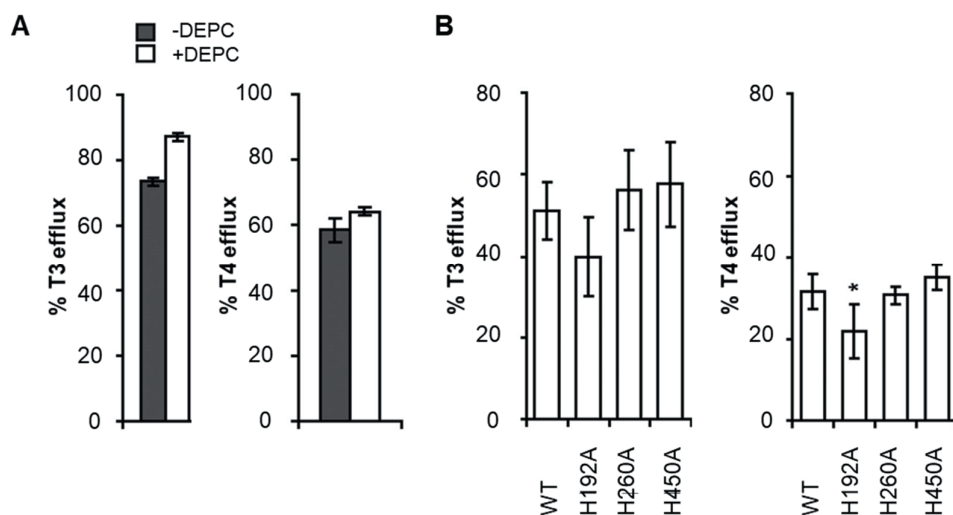 A
-DEPC
+DEPC
% T3 efflux
100
80
60
40
20
0
% T4 efflux
100
80
60
40
20
0
B
% T3 efflux
80
60
40
20
0
WT
H192A
H260A
H450A
% T4 efflux
80
60
40
20
0
*
WT
H192A
H260A
H450A